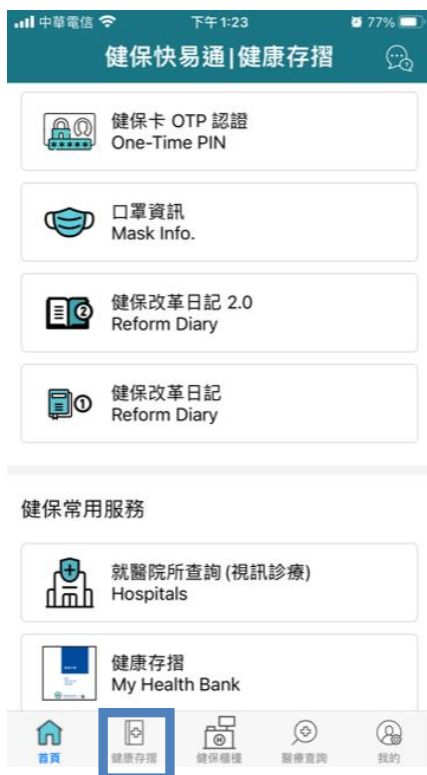 中華電信
下午1:23
77%
健保快易通|健康存摺
健保卡 OTP 認證
One-Time PIN
口罩資訊
Mask Info.
健保改革日記 2.0
Reform Diary
健保改革日記
Reform Diary
健保常用服務
就醫院所查詢 (視訊診療)
Hospitals
健康存摺
My Health Bank
首頁
健康存摺
健保櫃檯
醫療查詢
我的